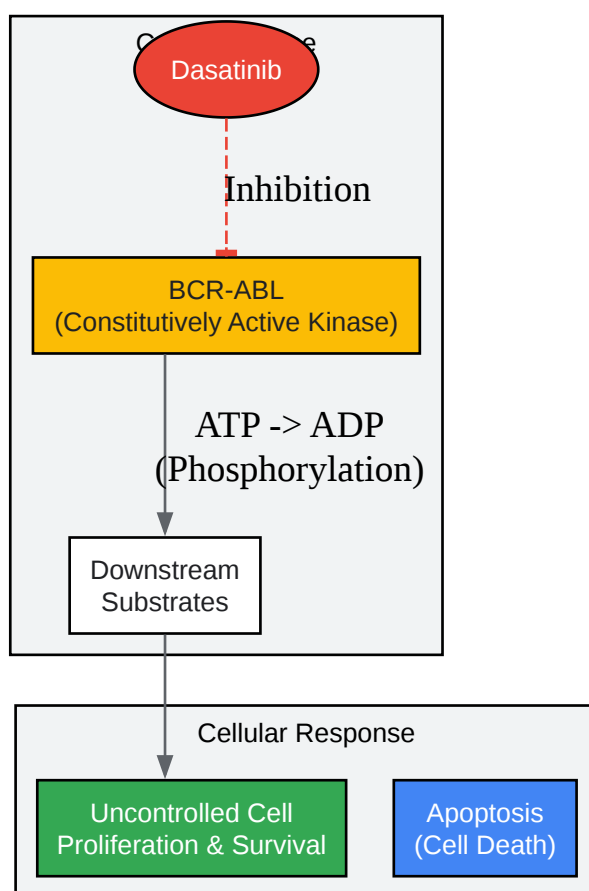 Dasatinib
Inhibition
BCR-ABL
(Constitutively Active Kinase)
ATP -> ADP
(Phosphorylation)
Downstream
Substrates
Cellular Response
Uncontrolled Cell
Proliferation & Survival
Apoptosis
(Cell Death)